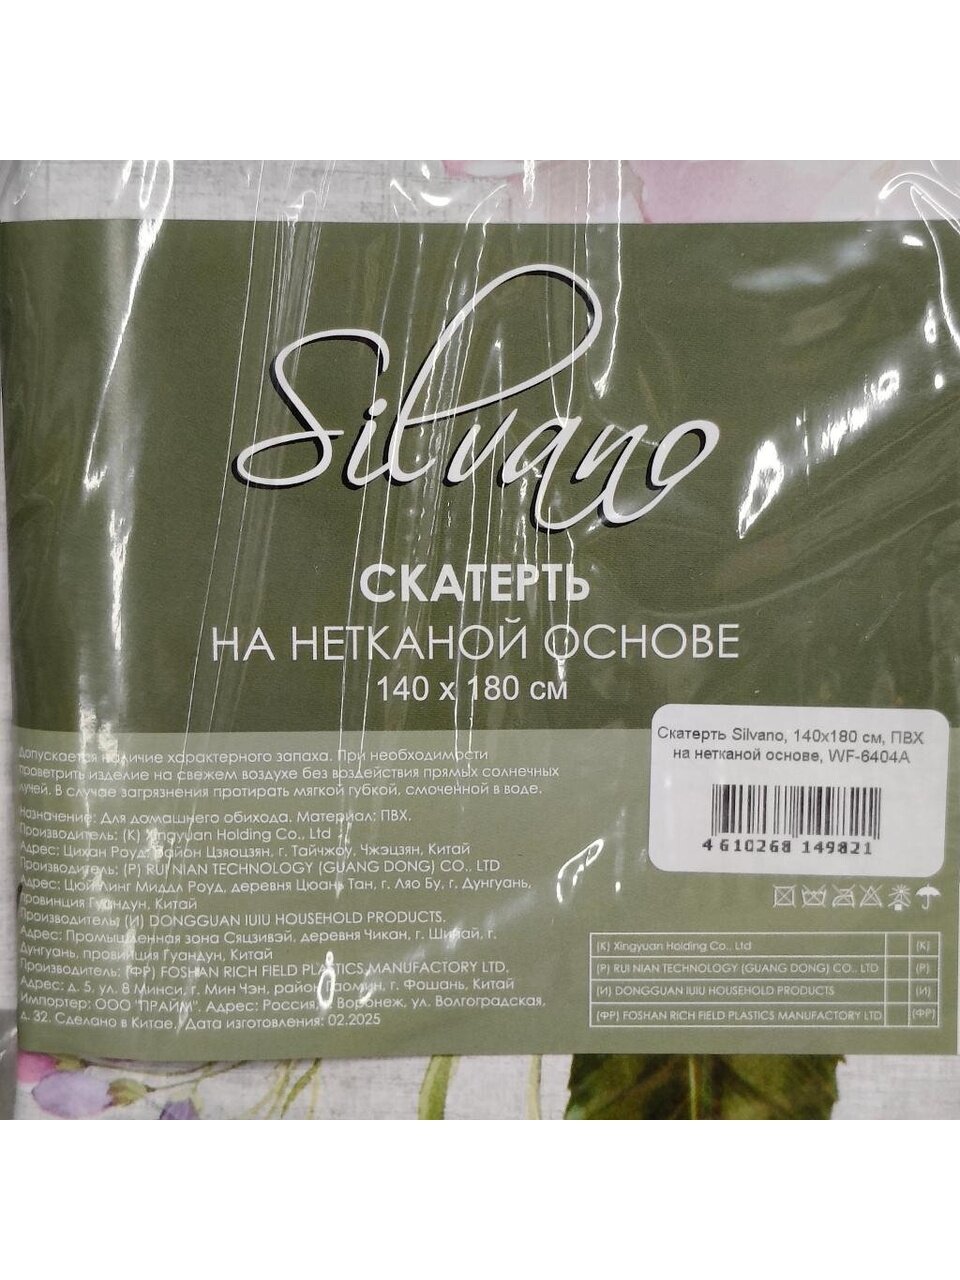 Silvano
СКАТЕРТЬ
НА НЕТКАНОЙ ОСНОВЕ
140 х 180 см
Допускается наличие характерного запаха. При необходимости
проветрить изделие на свежем воздухе без воздействия прямых солнечных
лучей. В случае загрязнения протирать мягкой губкой, смоченной в воде.
Назначение: Для домашнего обихода. Материал: ПВХ.
Производитель: (K) Xingyuan Holding Co., Ltd
Адрес: Цихан Роуд, район Цзяоцзян, г. Тайчжоу, Чжэцзян, Китай
Производитель: (P) RUI NIAN TECHNOLOGY (GUANG DONG) CO., LTD
Адрес: Цюй Линг Миддл Роуд, деревня Цюань Тан, г. Ляо Бу, г. Дунгуань,
провинция Гуандун, Китай
Производитель: (И) DONGGUAN IUIU HOUSEHOLD PRODUCTS.
Адрес: Промышленная зона Сяцзивэй, деревня Чикан, г. г.
Дунгуань, провинция Гуандун, Китай
Производитель: (ФР) FOSHAN RICH FIELD PLASTICS MANUFACTORY LTD.
Адрес: д. 5, ул. 8 Минси, г. Мин Чэн, район Гаомин, г. Фошань, Китай
Импортер: ООО "ПРАЙМ". Адрес: Россия, г. Воронеж, ул. Волгоградская,
д. 32. Сделано в Китае. Дата изготовления: 02.2025
Скатерть Silvano, 140x180 см, ПВХ
на нетканой основе, WF-6404A
4 610268 149821
(K) Xingyuan Holding Co., Ltd (K)
(P) RUI NIAN TECHNOLOGY (GUANG DONG) CO., LTD (P)
(И) DONGGUAN IUIU HOUSEHOLD PRODUCTS (И)
(ФР) FOSHAN RICH FIELD PLASTICS MANUFACTORY LTD (ФР)